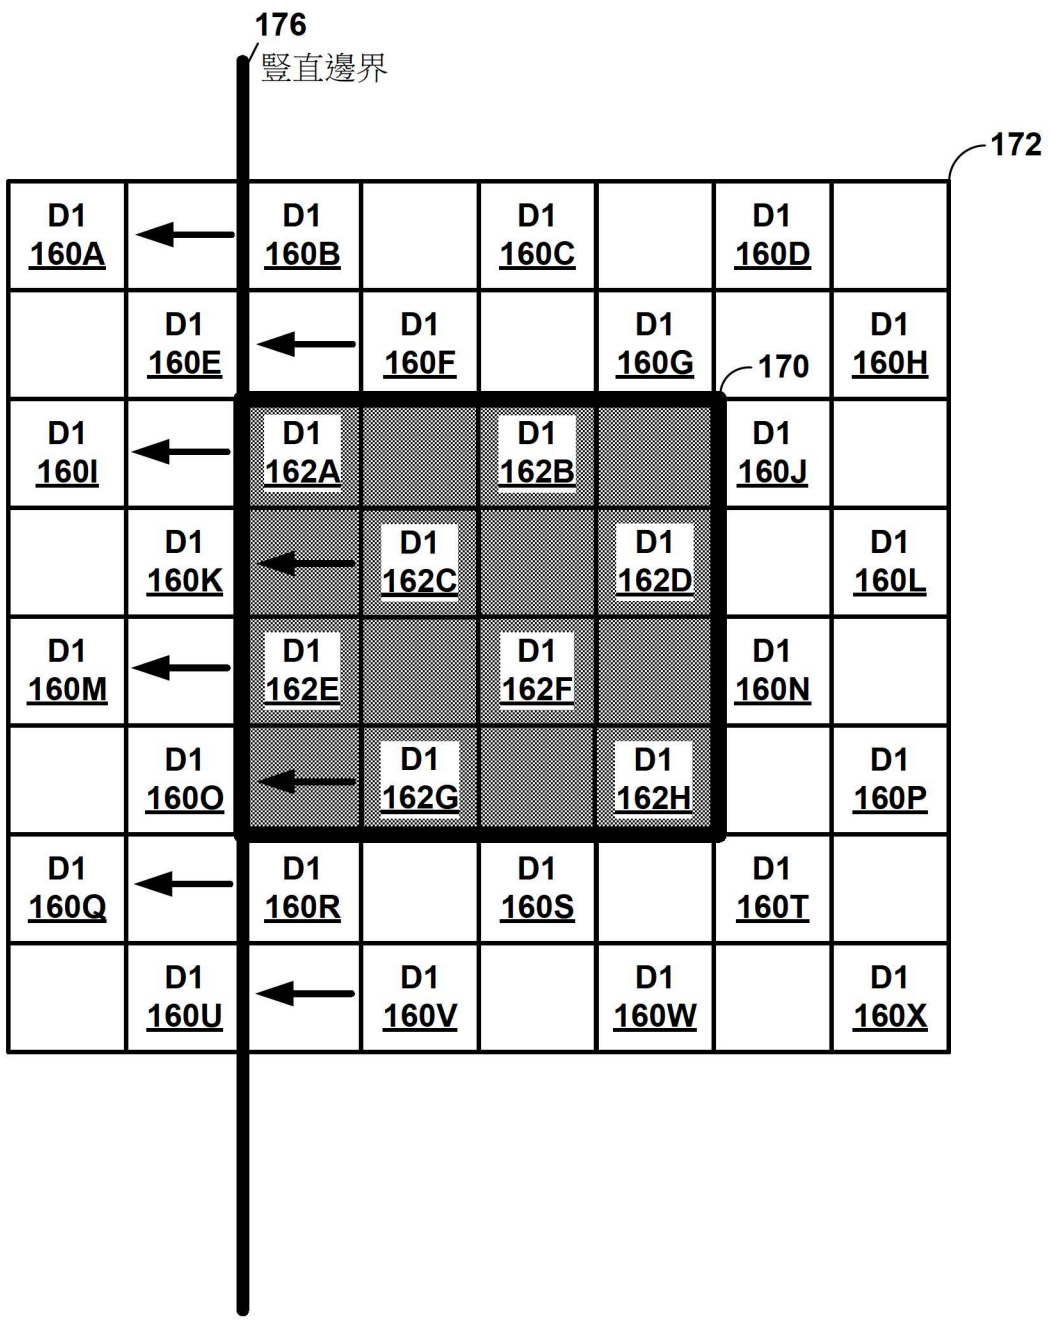 176
豎直邊界
172
D1 D1 D1 D1
160A 160B 160C 160D
D1 D1 D1 D1
160E 160F 160G 160H
170
D1 D1 D1 D1
160I 162A 162B 160J
D1 D1 D1 D1
160K 162C 162D 160L
D1 D1 D1 D1
160M 162E 162F 160N
D1 D1 D1 D1
160O 162G 162H 160P
D1 D1 D1 D1
160Q 160R 160S 160T
D1 D1 D1 D1
160U 160V 160W 160X